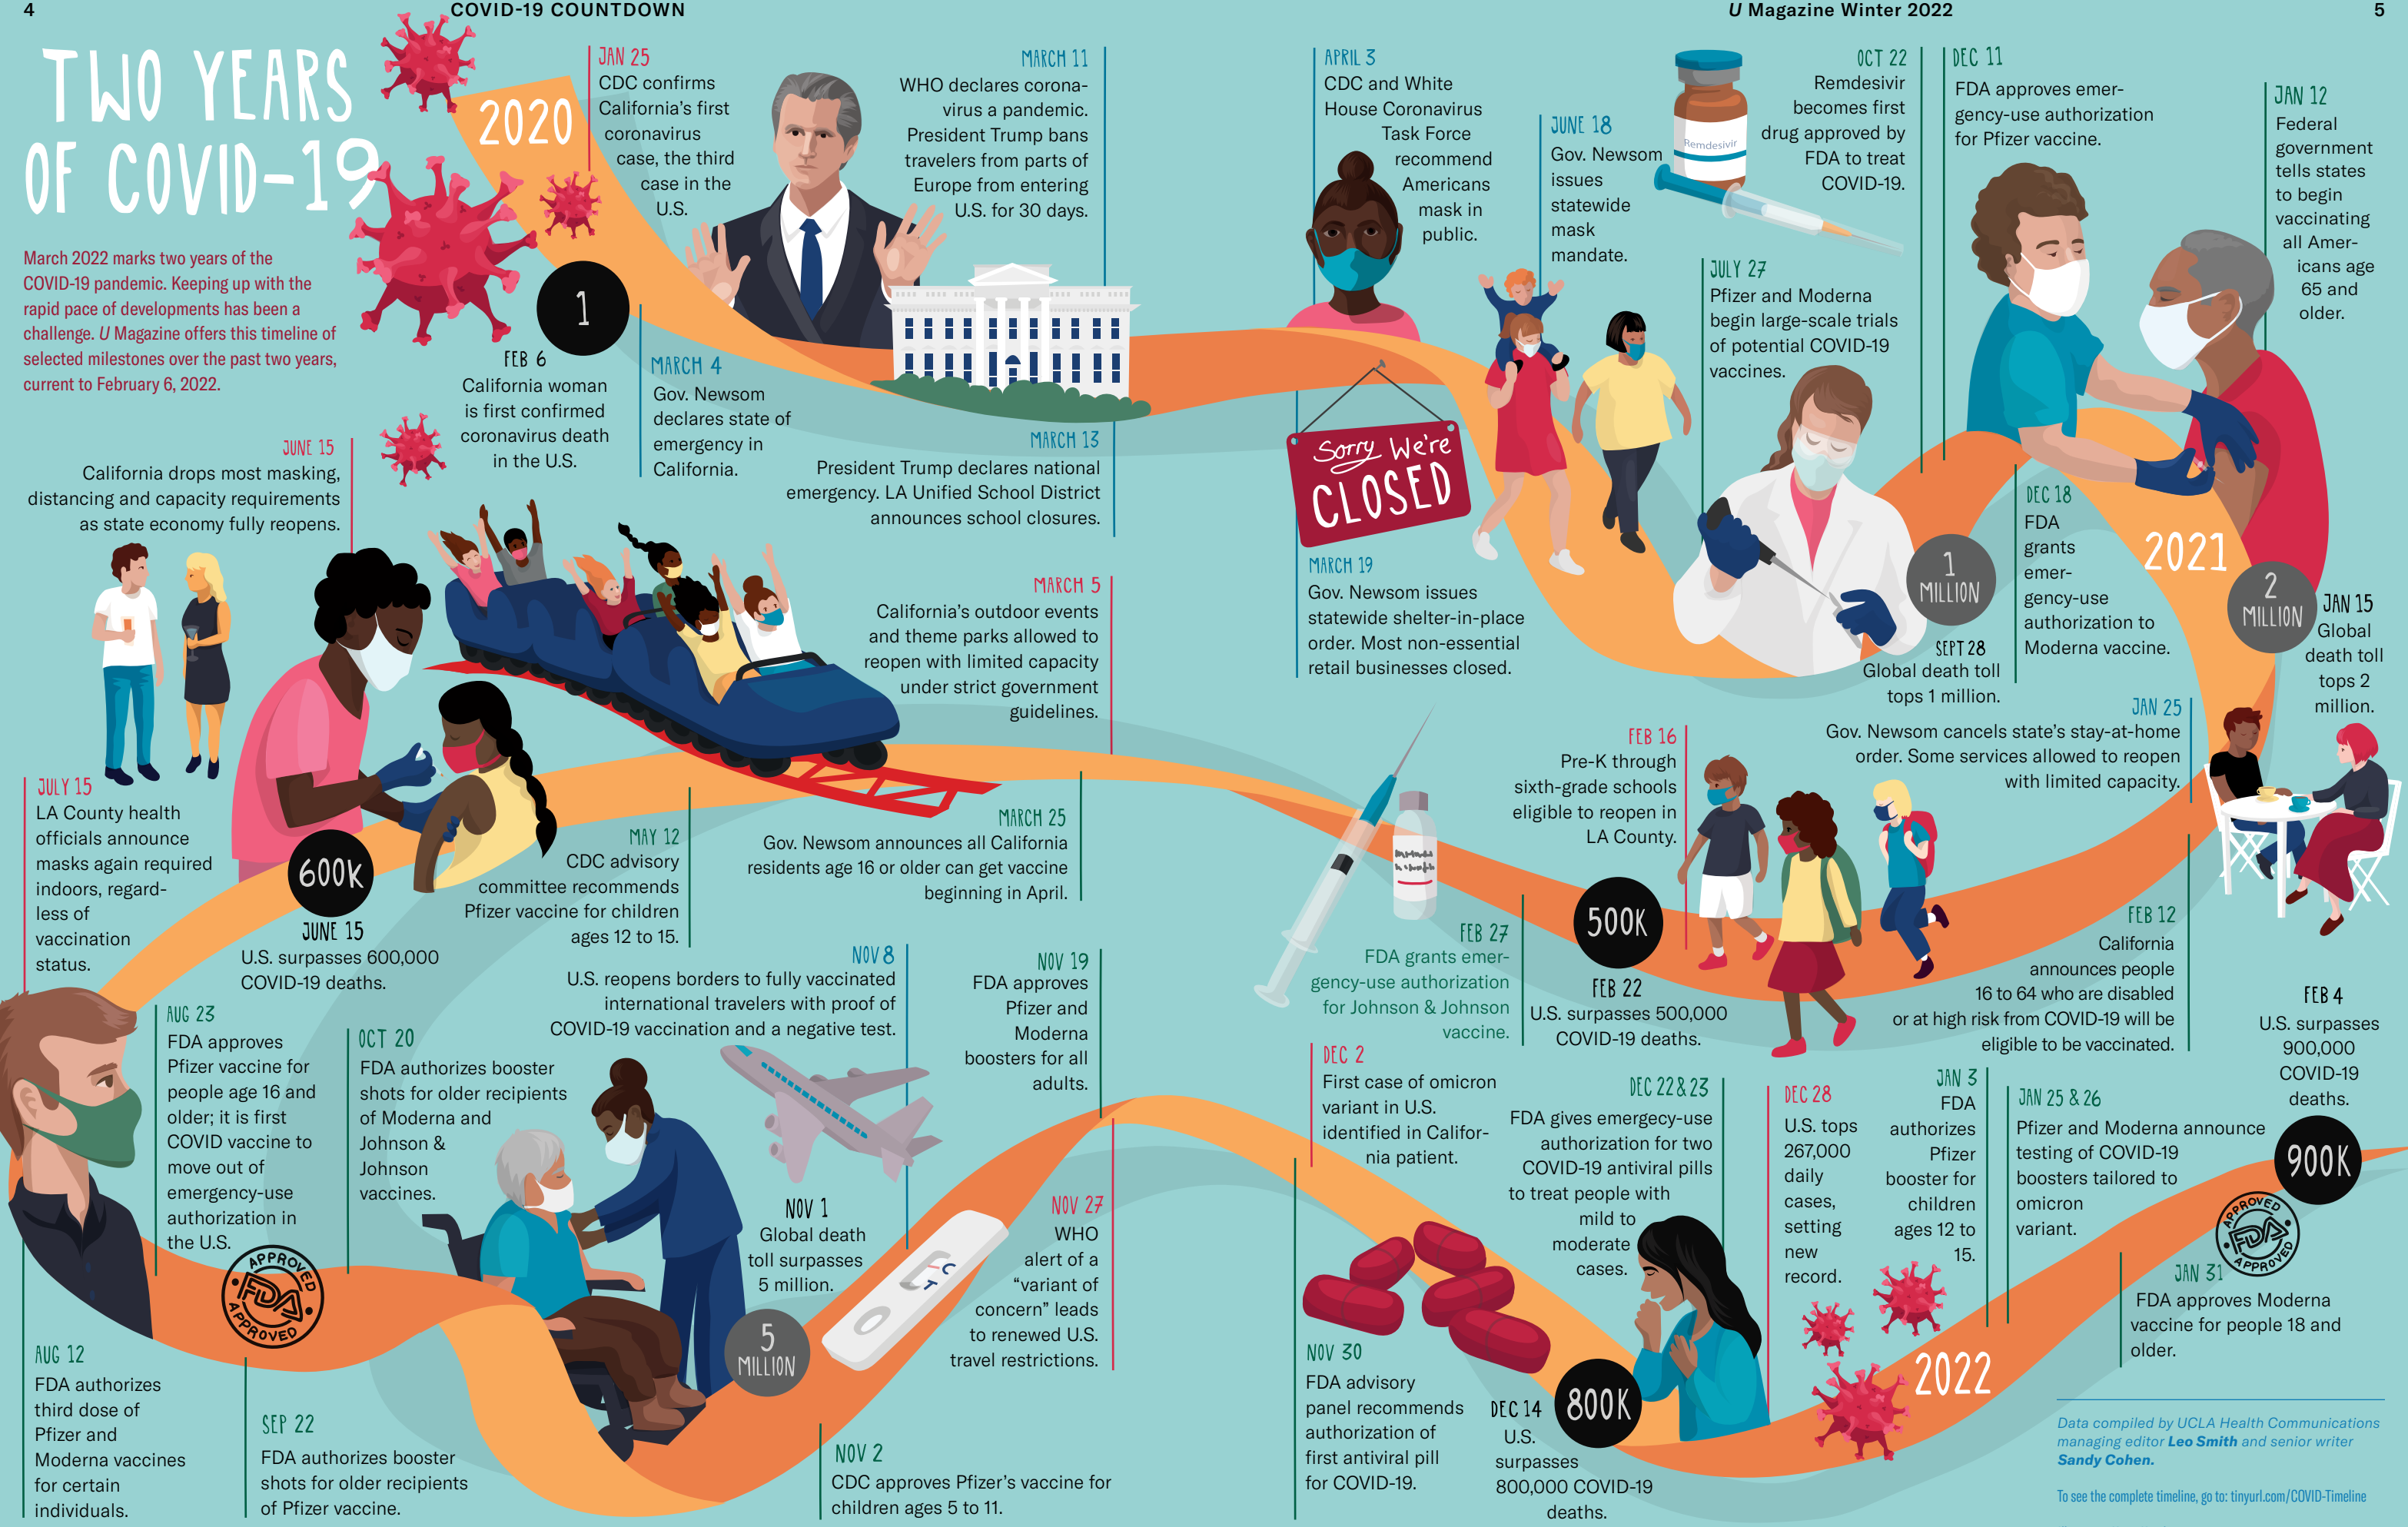 4
COVID-19 COUNTDOWN
U Magazine Winter 2022
5
TWO YEARS
OF COVID-19
March 2022 marks two years of the
COVID-19 pandemic. Keeping up with the
rapid pace of developments has been a
challenge. U Magazine offers this timeline of
selected milestones over the past two years,
current to February 6, 2022.
2020
JAN 25
CDC confirms
California's first
coronavirus
case, the third
case in the
U.S.
1
FEB 6
California woman
is first confirmed
coronavirus death
in the U.S.
MARCH 4
Gov. Newsom
declares state of
emergency in
California.
MARCH 11
WHO declares corona-
virus a pandemic.
President Trump bans
travelers from parts of
Europe from entering
U.S. for 30 days.
MARCH 13
President Trump declares national
emergency. LA Unified School District
announces school closures.
Sorry We're
CLOSED
MARCH 19
Gov. Newsom issues
statewide shelter-in-place
order. Most non-essential
retail businesses closed.
APRIL 3
CDC and White
House Coronavirus
Task Force
recommend
Americans
mask in
public.
JUNE 18
Gov. Newsom
issues
statewide
mask
mandate.
JULY 27
Pfizer and Moderna
begin large-scale trials
of potential COVID-19
vaccines.
1
MILLION
SEPT 28
Global death toll
tops 1 million.
Remdesivir
OCT 22
Remdesivir
becomes first
drug approved by
FDA to treat
COVID-19.
DEC 11
FDA approves emer-
gency-use authorization
for Pfizer vaccine.
DEC 18
FDA
grants
emer-
gency-use
authorization to
Moderna vaccine.
2021
JAN 12
Federal
government
tells states
to begin
vaccinating
all Amer-
icans age
65 and
older.
2
MILLION
JAN 15
Global
death toll
tops 2
million.
JAN 25
Gov. Newsom cancels state's stay-at-home
order. Some services allowed to reopen
with limited capacity.
FEB 12
California
announces people
16 to 64 who are disabled
or at high risk from COVID-19 will be
eligible to be vaccinated.
FEB 16
Pre-K through
sixth-grade schools
eligible to reopen in
LA County.
500K
FEB 22
U.S. surpasses 500,000
COVID-19 deaths.
FEB 27
FDA grants emer-
gency-use authorization
for Johnson & Johnson
vaccine.
MARCH 5
California's outdoor events
and theme parks allowed to
reopen with limited capacity
under strict government
guidelines.
MARCH 25
Gov. Newsom announces all California
residents age 16 or older can get vaccine
beginning in April.
MAY 12
CDC advisory
committee recommends
Pfizer vaccine for children
ages 12 to 15.
JUNE 15
California drops most masking,
distancing and capacity requirements
as state economy fully reopens.
600K
JUNE 15
U.S. surpasses 600,000
COVID-19 deaths.
JULY 15
LA County health
officials announce
masks again required
indoors, regard-
less of
vaccination
status.
AUG 12
FDA authorizes
third dose of
Pfizer and
Moderna vaccines
for certain
individuals.
AUG 23
FDA approves
Pfizer vaccine for
people age 16 and
older; it is first
COVID vaccine to
move out of
emergency-use
authorization in
the U.S.
APPROVED
FDA
APPROVED
SEP 22
FDA authorizes booster
shots for older recipients
of Pfizer vaccine.
OCT 20
FDA authorizes booster
shots for older recipients
of Moderna and
Johnson &
Johnson
vaccines.
NOV 1
Global death
toll surpasses
5 million.
5
MILLION
NOV 2
CDC approves Pfizer's vaccine for
children ages 5 to 11.
NOV 8
U.S. reopens borders to fully vaccinated
international travelers with proof of
COVID-19 vaccination and a negative test.
C
T
NOV 19
FDA approves
Pfizer and
Moderna
boosters for all
adults.
NOV 27
WHO
alert of a
"variant of
concern" leads
to renewed U.S.
travel restrictions.
NOV 30
FDA advisory
panel recommends
authorization of
first antiviral pill
for COVID-19.
DEC 2
First case of omicron
variant in U.S.
identified in Califor-
nia patient.
DEC 14
U.S.
surpasses
800,000 COVID-19
deaths.
800K
DEC 22 & 23
FDA gives emergecy-use
authorization for two
COVID-19 antiviral pills
to treat people with
mild to
moderate
cases.
DEC 28
U.S. tops
267,000
daily
cases,
setting
new
record.
2022
JAN 3
FDA
authorizes
Pfizer
booster for
children
ages 12 to
15.
JAN 25 & 26
Pfizer and Moderna announce
testing of COVID-19
boosters tailored to
omicron
variant.
APPROVED
FDA
APPROVED
JAN 31
FDA approves Moderna
vaccine for people 18 and
older.
FEB 4
U.S. surpasses
900,000
COVID-19
deaths.
900K
Data compiled by UCLA Health Communications
managing editor Leo Smith and senior writer
Sandy Cohen.
To see the complete timeline, go to: tinyurl.com/COVID-Timeline